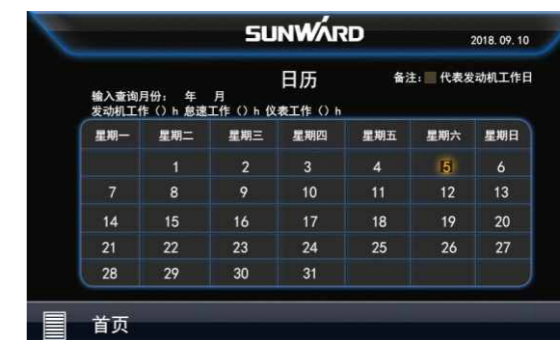 SUNWARD
2018. 09. 10
日历
备注: 代表发动机工作日
输入查询月份: 年 月
发动机工作 () h 怠速工作 () h 仪表工作 () h
星期一 星期二 星期三 星期四 星期五 星期六 星期日
1 2 3 4 5 6
7 8 9 10 11 12 13
14 15 16 17 18 19 20
21 22 23 24 25 26 27
28 29 30 31
首页